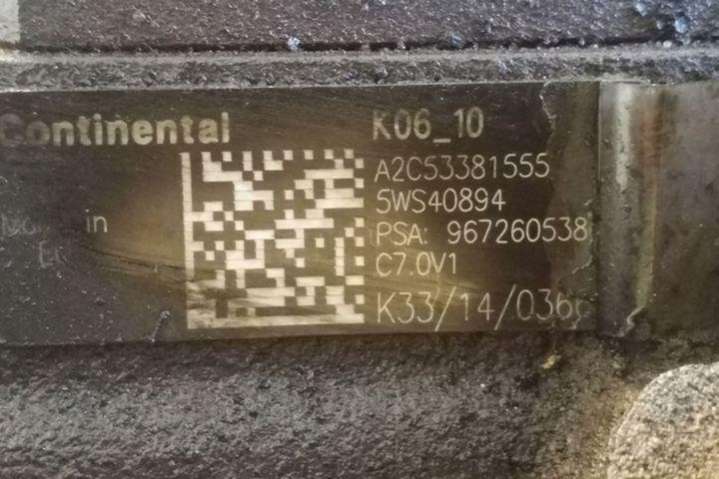 Continental
K06_10
A2C53381555
5WS40894
PSA: 967260538
C7.0V1
K33/14/036
in